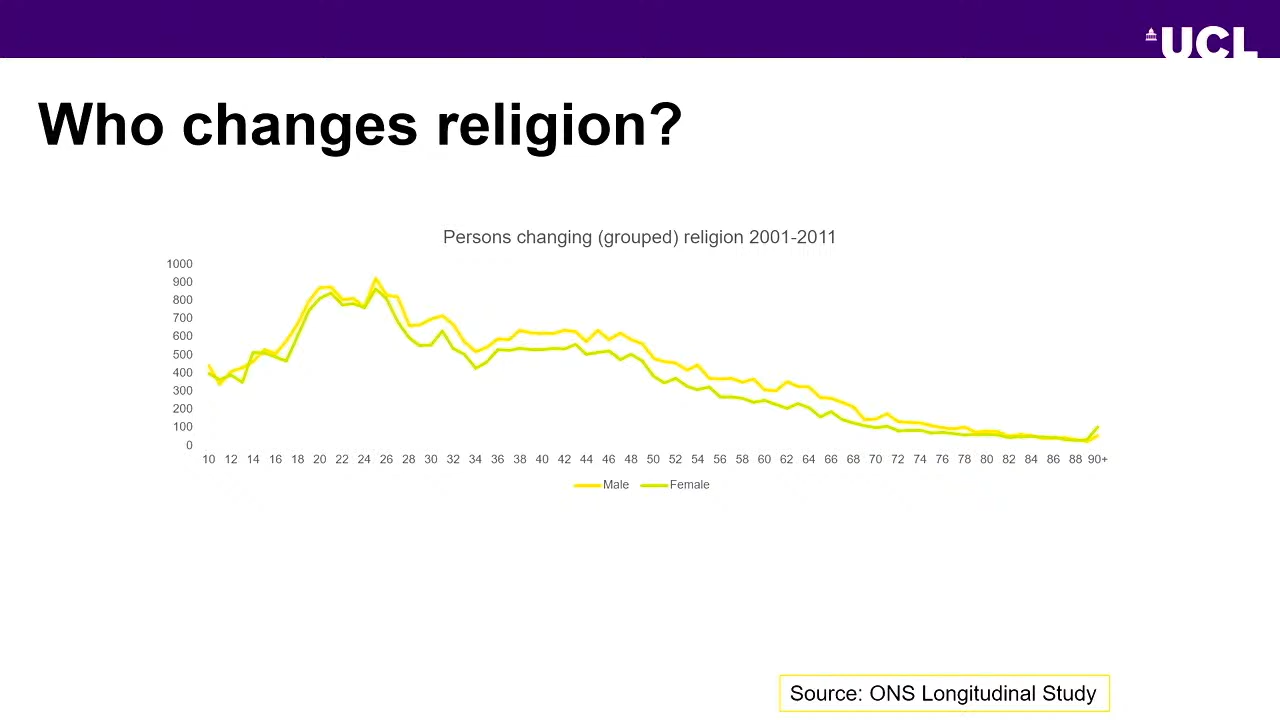 UCL
Who changes religion?
Persons changing (grouped) religion 2001-2011
1000
900
800
700
600
500
400
300
200
100
0
10 12 14 16 18 20 22 24 26 28 30 32 34 36 38 40 42 44 46 48 50 52 54 56 58 60 62 64 66 68 70 72 74 76 78 80 82 84 86 88 90+
Male Female
Source: ONS Longitudinal Study